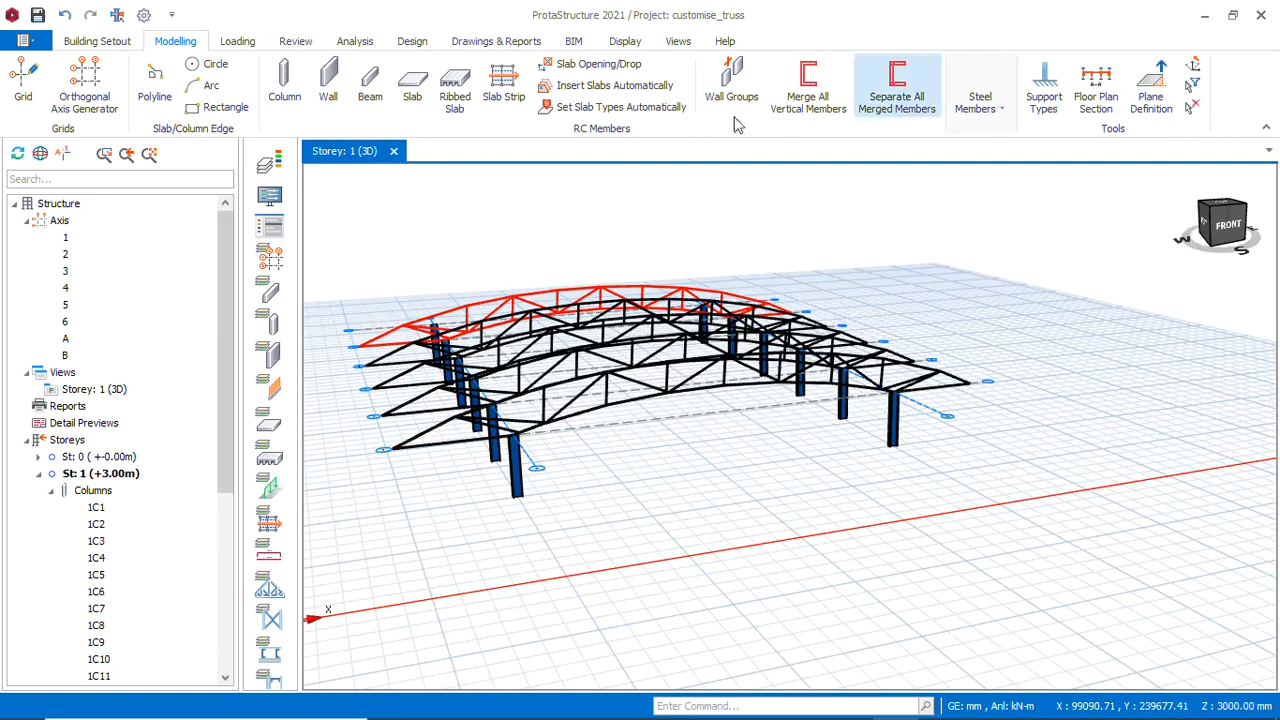 ProtaStructure 2021 / Project: customise_truss
Building Setout
Modelling
Loading
Review
Analysis
Design
Drawings & Reports
BIM
Display
Views
Help
Grid
Orthogonal
Axis Generator
Grids
Polyline
Circle
Arc
Rectangle
Slab/Column Edge
Column
Wall
Beam
Slab
Ribbed
Slab
Slab Strip
Slab Opening/Drop
Insert Slabs Automatically
Set Slab Types Automatically
RC Members
Wall Groups
Merge All
Vertical Members
Separate All
Merged Members
Steel
Members
Support
Types
Floor Plan
Section
Plane
Definition
Tools
Search...
Structure
Axis
1
2
3
4
5
6
A
B
Views
Storey: 1 (3D)
Reports
Detail Previews
Storeys
St: 0 ( +-0.00m)
St: 1 (+3.00m)
Columns
1C1
1C2
1C3
1C4
1C5
1C6
1C7
1C8
1C9
1C10
1C11
Storey: 1 (3D)
FRONT
W
S
X
Enter Command...
GE: mm , Anl: kN-m
X : 99090.71 , Y : 239677.41
Z : 3000.00 mm